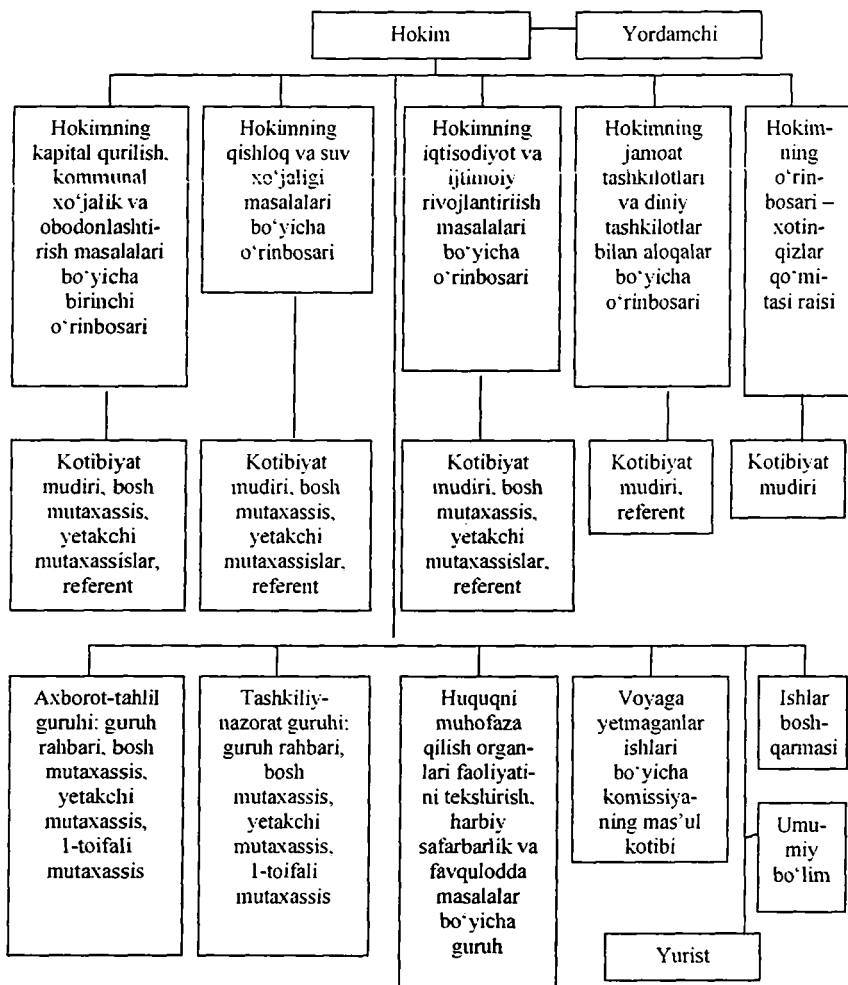 Hokim
Yordamchi
Hokimning
kapital qurilish,
kommunal
xo‘jalik va
obodonlashti-
rish masalalari
bo‘yicha
birinchi
o‘rinbosari
Hokimning
qishloq va suv
xo‘jaligi
masalalari
bo‘yicha
o‘rinbosari
Hokimning
iqtisodiyot va
ijtimoiy
rivojlantiriish
masalalari
bo‘yicha
o‘rinbosari
Hokimning
jamoat
tashkilotlari
va diniy
tashkilotlar
bilan aloqalar
bo‘yicha
o‘rinbosari
Hokim-
ning
o‘rin-
bosari –
xotin-
qizlar
qo‘mi-
tasi raisi
Kotibiyat
mudiri, bosh
mutaxassis,
yetakchi
mutaxassislar,
referent
Kotibiyat
mudiri, bosh
mutaxassis,
yetakchi
mutaxassislar,
referent
Kotibiyat
mudiri, bosh
mutaxassis,
yetakchi
mutaxassislar,
referent
Kotibiyat
mudiri,
referent
Kotibiyat
mudiri
Axborot-tahlil
guruhi: guruh
rahbari, bosh
mutaxassis,
yetakchi
mutaxassis,
1-toifali
mutaxassis
Tashkiliy-
nazorat guruhi:
guruh rahbari,
bosh
mutaxassis,
yetakchi
mutaxassis,
1-toifali
mutaxassis
Huquqni
muhofaza
qilish organ-
lari faoliyati-
ni tekshirish,
harbiy
safarbarlik va
favqulodda
masalalar
bo‘yicha
guruh
Voyaga
yetmaganlar
ishlari
bo‘yicha
komissiya-
ning mas’ul
kotibi
Ishlar
bosh-
qarmasi
Umu-
miy
bo‘lim
Yurist